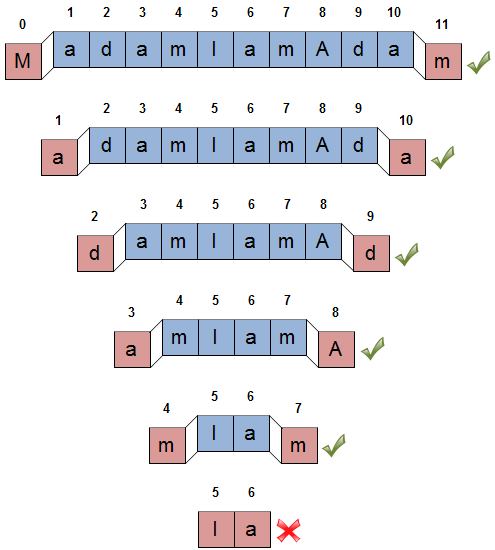 0 1 2 3 4 5 6 7 8 9 10 11
M a d a m I a m A d a m
1 2 3 4 5 6 7 8 9 10
a d a m I a m A d a
2 3 4 5 6 7 8 9
d a m I a m A d
3 4 5 6 7 8
a m I a m A
4 5 6 7
m I a m
5 6
I a